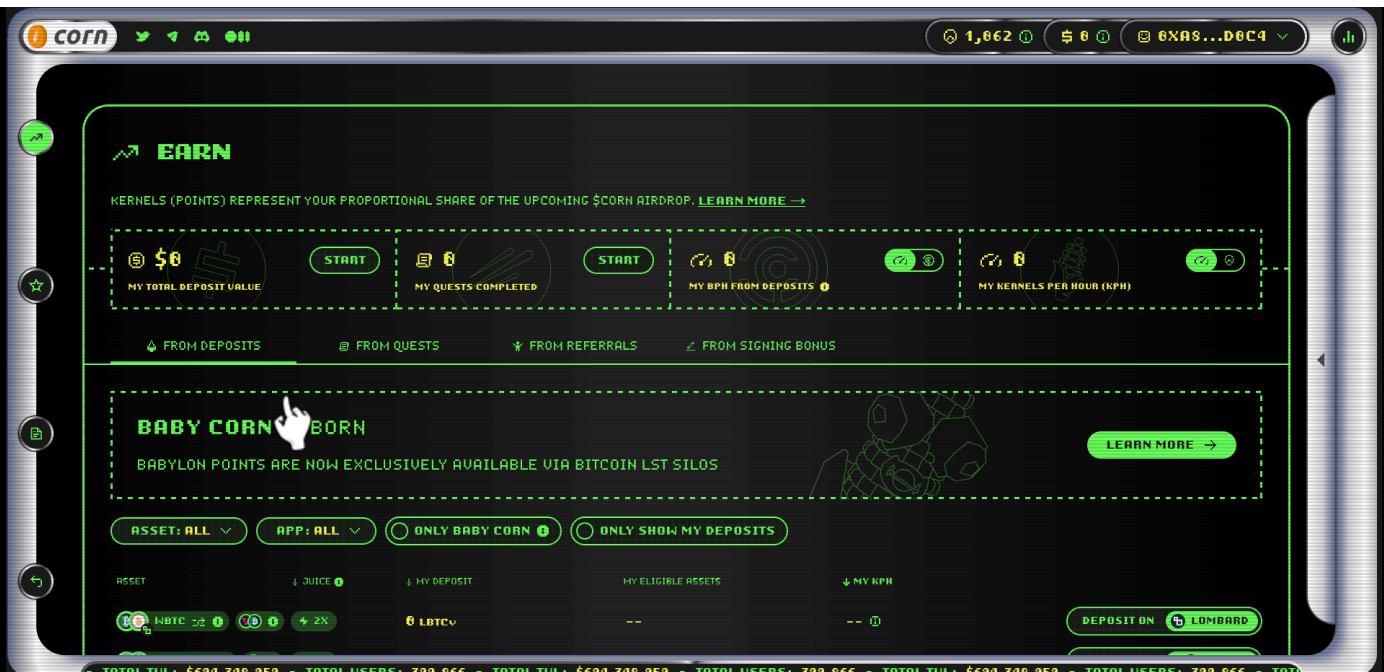 corn
1,062
$ 0
0XA8...D0C4
EARN
KERNELS (POINTS) REPRESENT YOUR PROPORTIONAL SHARE OF THE UPCOMING $CORN AIRDROP. LEARN MORE →
$0
START
MY TOTAL DEPOSIT VALUE
0
START
MY QUESTS COMPLETED
0
MY BPH FROM DEPOSITS
0
MY KERNELS PER HOUR (KPH)
FROM DEPOSITS
FROM QUESTS
FROM REFERRALS
FROM SIGNING BONUS
BABY CORN BORN
BABYLON POINTS ARE NOW EXCLUSIVELY AVAILABLE VIA BITCOIN LST SILOS
LEARN MORE →
ASSET: ALL
APP: ALL
ONLY BABY CORN
ONLY SHOW MY DEPOSITS
ASSET
↓ JUICE
↓ MY DEPOSIT
MY ELIGIBLE ASSETS
↓ MY KPH
WBTC
2X
0 LBTCv
--
--
DEPOSIT ON LOMBARD